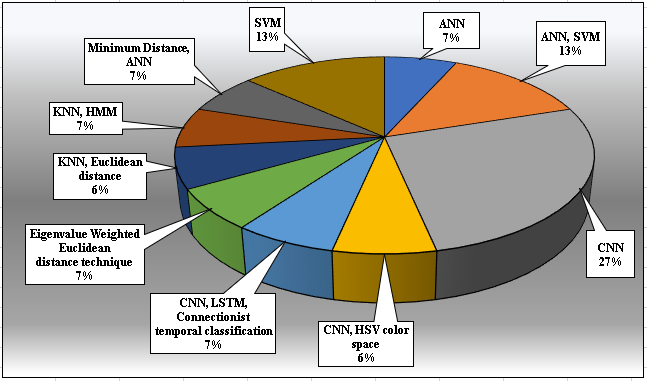 SVM
13%
ANN
7%
ANN, SVM
13%
Minimum Distance,
ANN
7%
KNN, HMM
7%
KNN, Euclidean
distance
6%
Eigenvalue Weighted
Euclidean
distance technique
7%
CNN, LSTM,
Connectionist
temporal classification
7%
CNN, HSV color
space
6%
CNN
27%